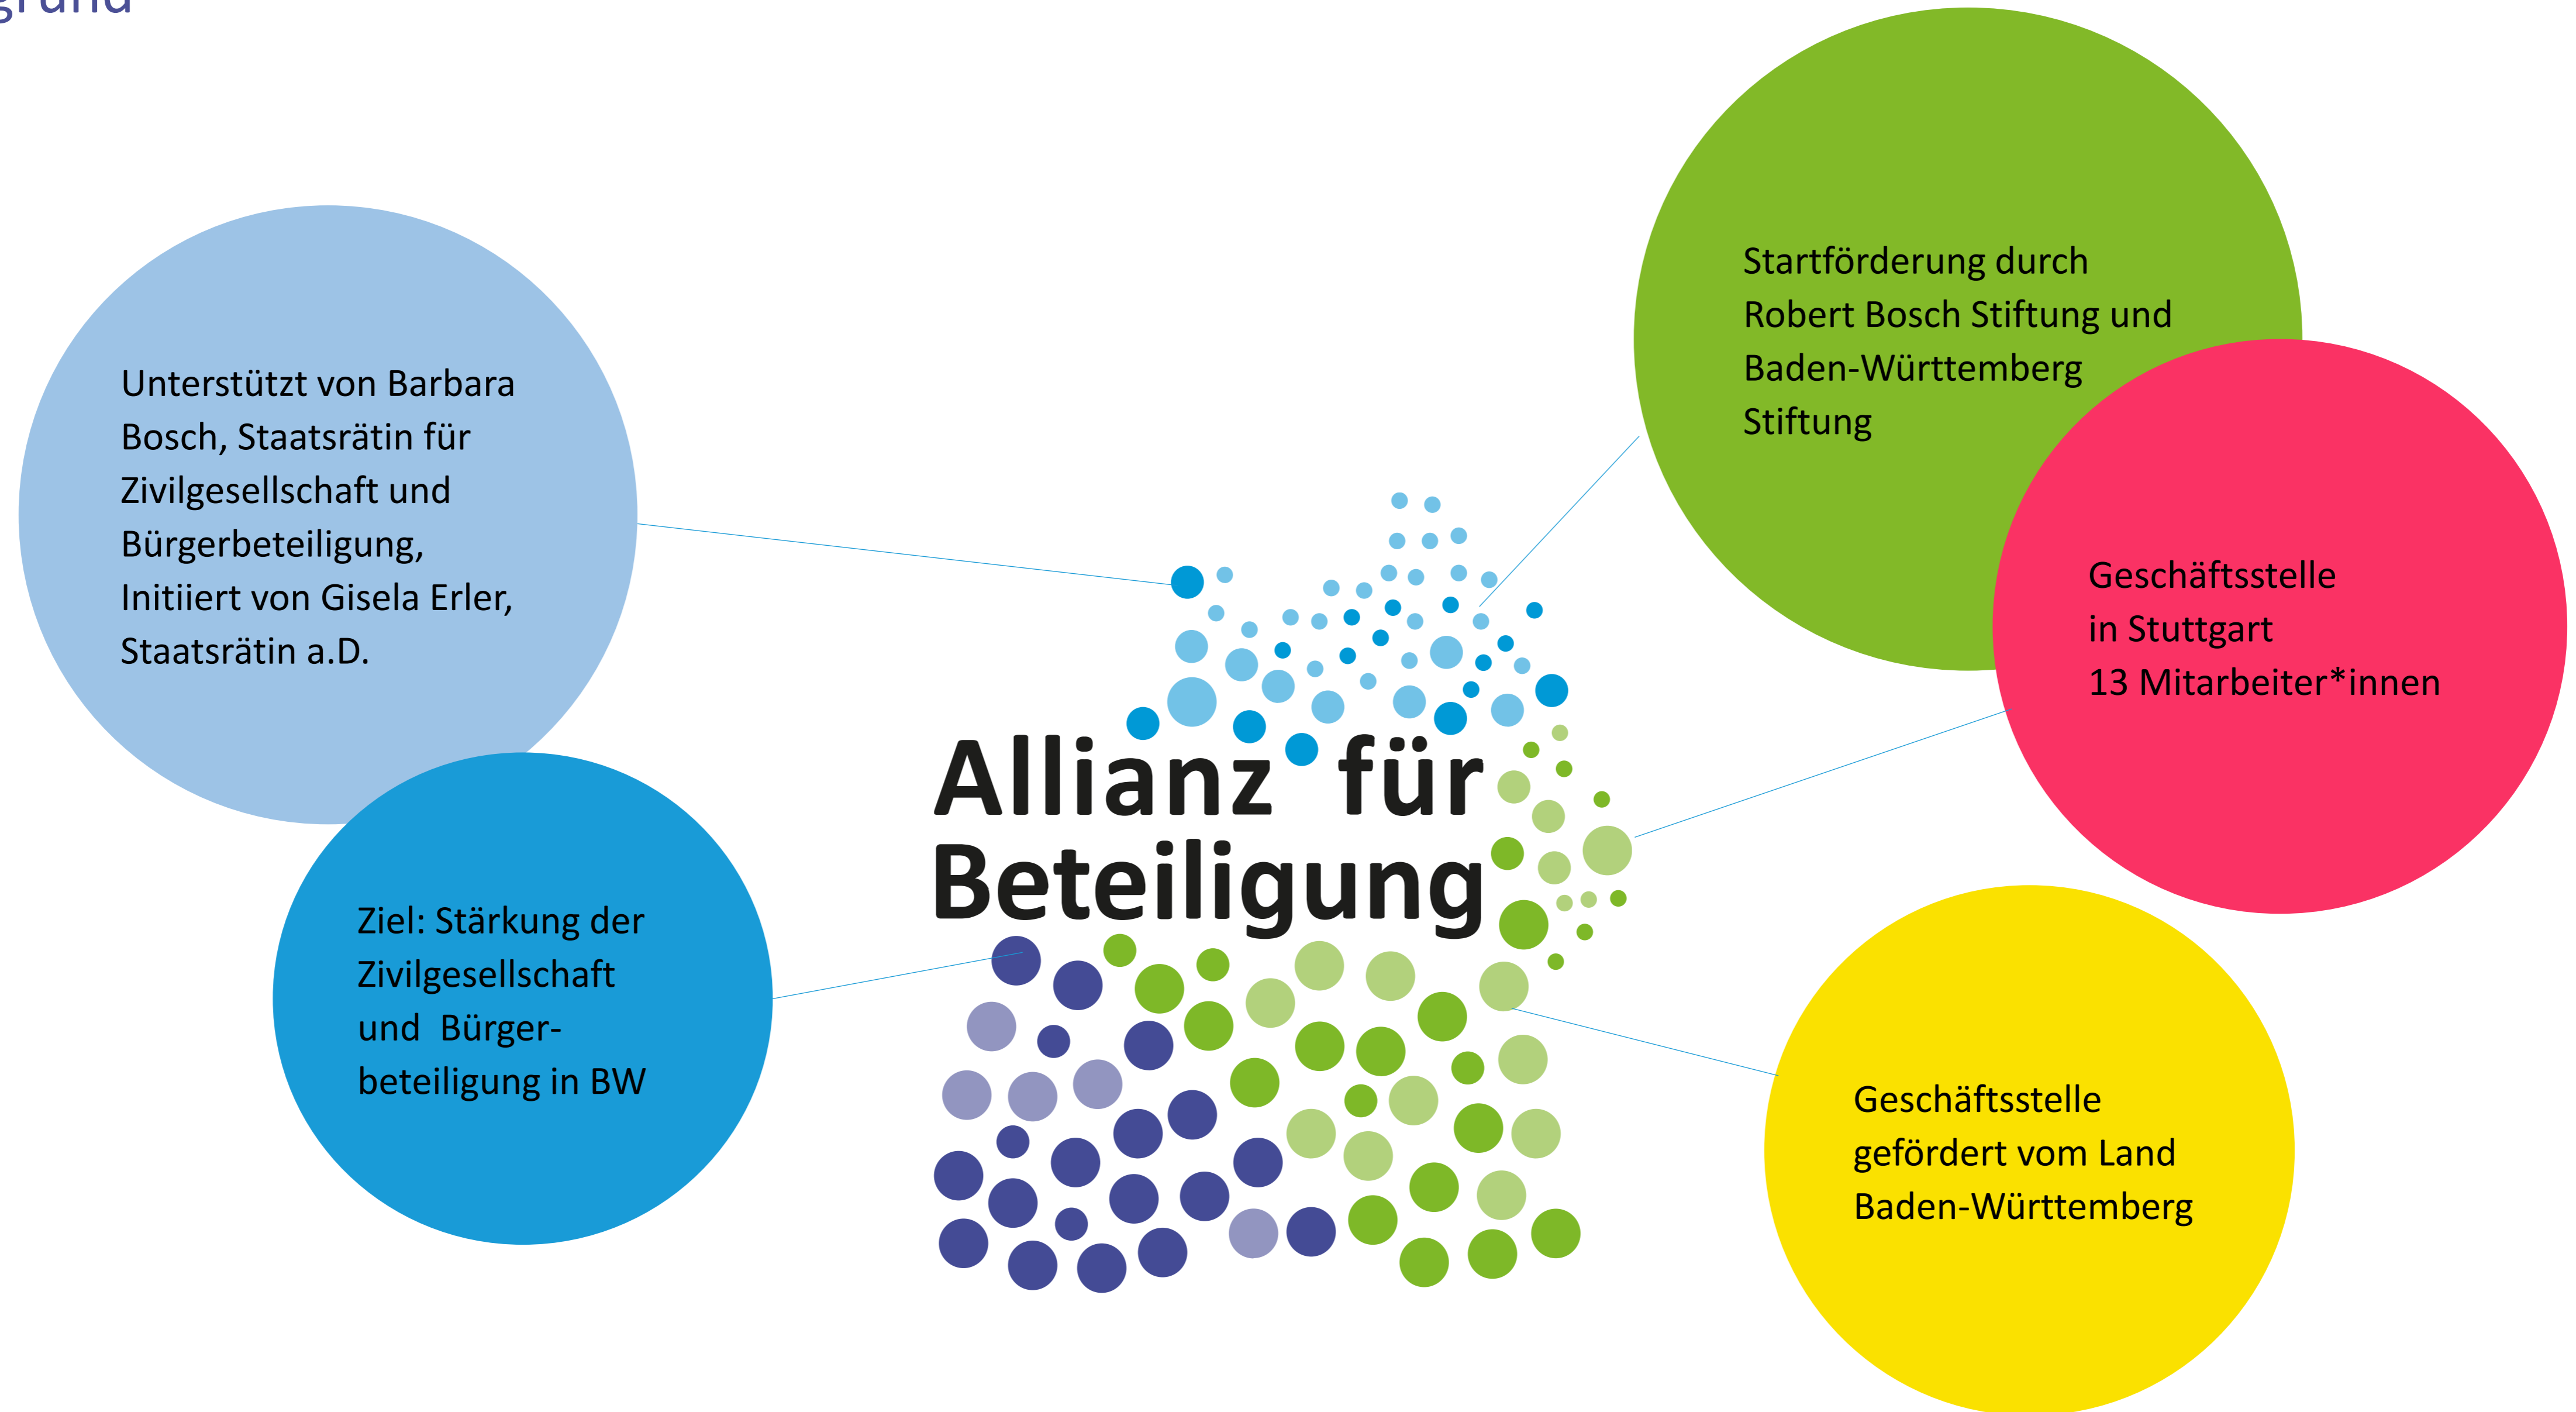 grund
Unterstützt von Barbara
Bosch, Staatsrätin für
Zivilgesellschaft und
Bürgerbeteiligung,
Initiiert von Gisela Erler,
Staatsrätin a.D.
Ziel: Stärkung der
Zivilgesellschaft
und  Bürger-
beteiligung in BW
Allianz für
Beteiligung
Startförderung durch
Robert Bosch Stiftung und
Baden-Württemberg
Stiftung
Geschäftsstelle
in Stuttgart
13 Mitarbeiter*innen
Geschäftsstelle
gefördert vom Land
Baden-Württemberg